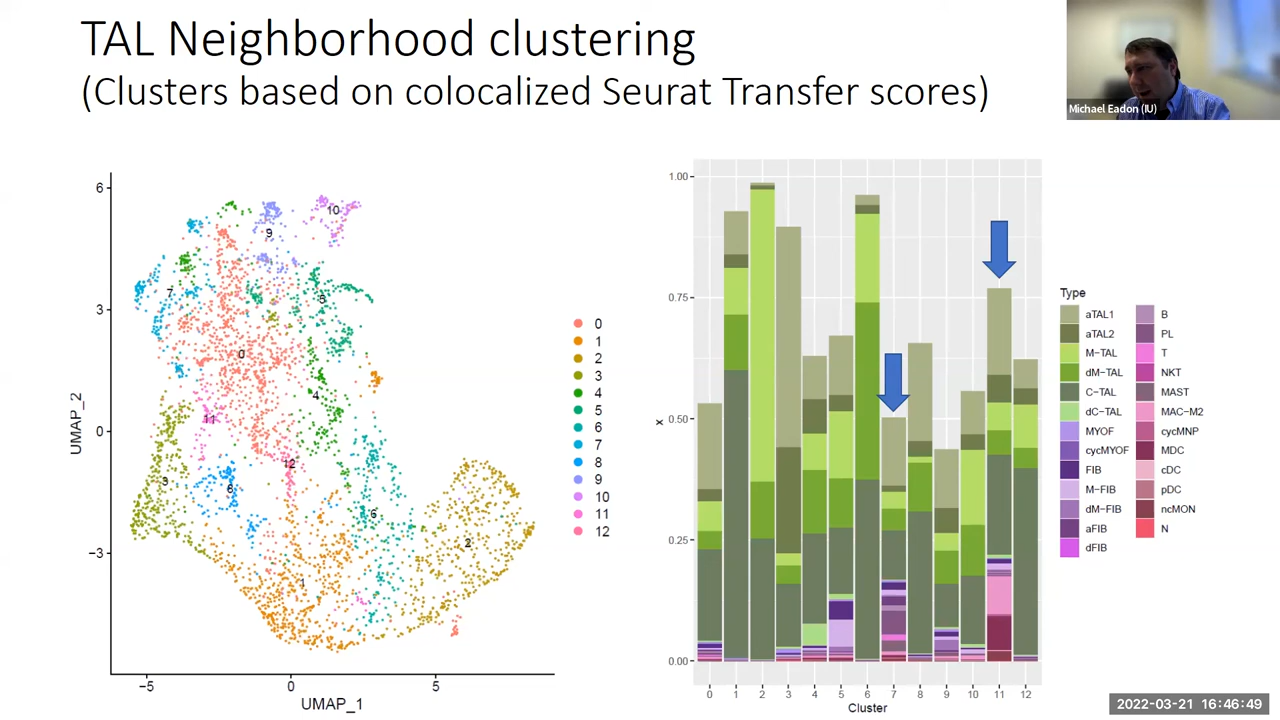 TAL Neighborhood clustering
(Clusters based on colocalized Seurat Transfer scores)
Michael Eadon (IU)
6
3
0
−3
UMAP_2
−5
0
5
UMAP_1
10
9
7
8
0
4
11
12
3
8
6
2
1
0
1
2
3
4
5
6
7
8
9
10
11
12
1.00
0.75
0.50
0.25
0.00
x
0 1 2 3 4 5 6 7 8 9 10 11 12
Cluster
Type
aTAL1
aTAL2
M−TAL
dM−TAL
C−TAL
dC−TAL
MYOF
cycMYOF
FIB
M−FIB
dM−FIB
aFIB
dFIB
B
PL
T
NKT
MAST
MAC−M2
cycMNP
MDC
cDC
pDC
ncMON
N
2022-03-21 16:46:49